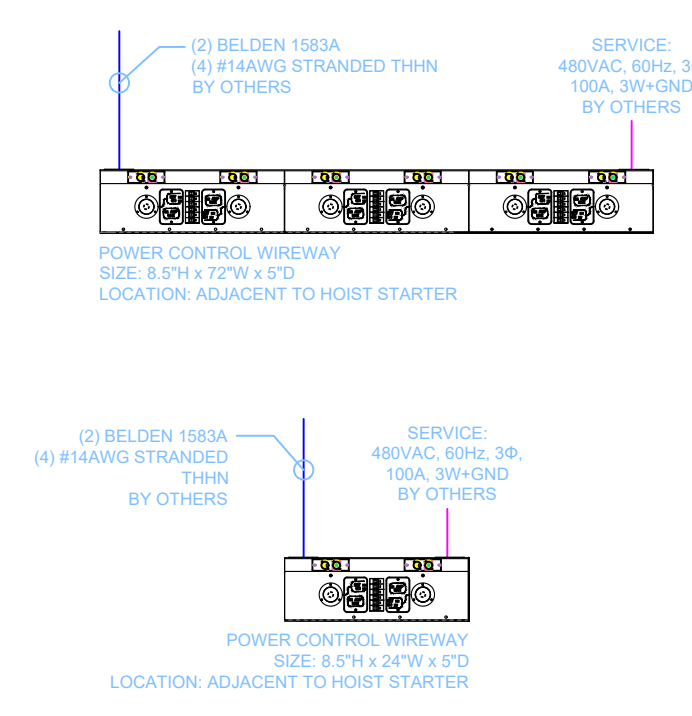 (2) BELDEN 1583A
(4) #14AWG STRANDED THHN
BY OTHERS
SERVICE:
480VAC, 60Hz, 3
100A, 3W+GND
BY OTHERS
POWER CONTROL WIREWAY
SIZE: 8.5"H x 72"W x 5"D
LOCATION: ADJACENT TO HOIST STARTER
(2) BELDEN 1583A
(4) #14AWG STRANDED
THHN
BY OTHERS
SERVICE:
480VAC, 60Hz, 3Φ,
100A, 3W+GND
BY OTHERS
POWER CONTROL WIREWAY
SIZE: 8.5"H x 24"W x 5"D
LOCATION: ADJACENT TO HOIST STARTER